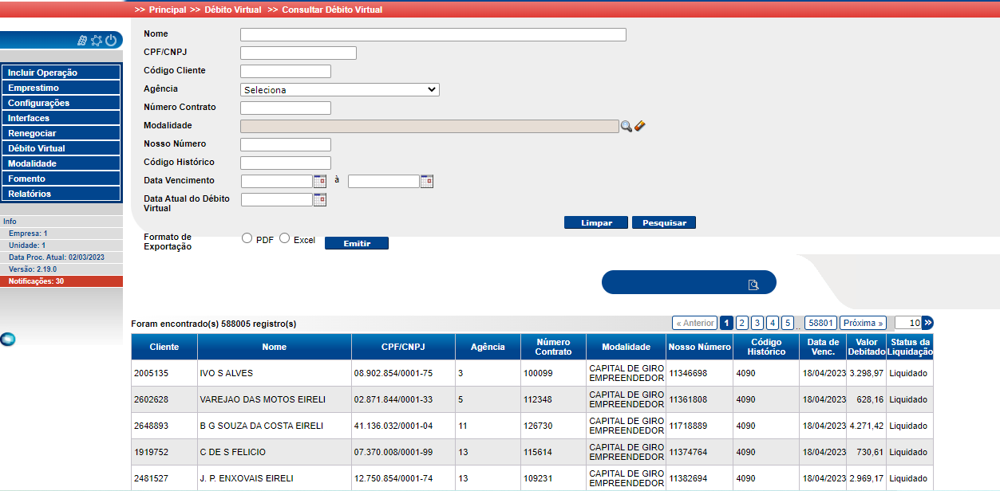 >> Principal >> Débito Virtual >> Consultar Débito Virtual
Incluir Operação
Emprestimo
Configurações
Interfaces
Renegociar
Débito Virtual
Modalidade
Fomento
Relatórios
Info
Empresa: 1
Unidade: 1
Data Proc. Atual: 02/03/2023
Versão: 2.19.0
Notificações: 30
Nome
CPF/CNPJ
Código Cliente
Agência Seleciona
Número Contrato
Modalidade
Nosso Número
Código Histórico
Data Vencimento à
Data Atual do Débito Virtual
Limpar Pesquisar
Formato de Exportação PDF Excel Emitir
Foram encontrado(s) 588005 registro(s) « Anterior 1 2 3 4 5 .. 58801 Próxima » 10 »
Cliente Nome CPF/CNPJ Agência Número Contrato Modalidade Nosso Número Código Histórico Data de Venc. Valor Debitado Status da Liquidação
2005135 IVO S ALVES 08.902.854/0001-75 3 100099 CAPITAL DE GIRO EMPREENDEDOR 11346698 4090 18/04/2023 3.298,97 Liquidado
2602628 VAREJAO DAS MOTOS EIRELI 02.871.844/0001-33 5 112348 CAPITAL DE GIRO EMPREENDEDOR 11361808 4090 18/04/2023 628,16 Liquidado
2648893 B G SOUZA DA COSTA EIRELI 41.136.032/0001-04 11 126730 CAPITAL DE GIRO EMPREENDEDOR 11718889 4090 18/04/2023 4.271,42 Liquidado
1919752 C DE S FELICIO 07.370.008/0001-99 13 115614 CAPITAL DE GIRO EMPREENDEDOR 11374764 4090 18/04/2023 730,61 Liquidado
2481527 J. P. ENXOVAIS EIRELI 12.750.854/0001-74 13 109231 CAPITAL DE GIRO EMPREENDEDOR 11382694 4090 18/04/2023 2.969,17 Liquidado